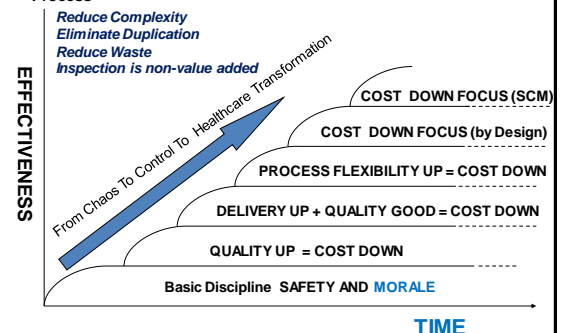 Process
Reduce Complexity
Eliminate Duplication
Reduce Waste
Inspection is non-value added
EFFECTIVENESS
From Chaos To Control To Healthcare Transformation
COST DOWN FOCUS (SCM)
COST DOWN FOCUS (by Design)
PROCESS FLEXIBILITY UP = COST DOWN
DELIVERY UP + QUALITY GOOD = COST DOWN
QUALITY UP = COST DOWN
Basic Discipline SAFETY AND MORALE
TIME